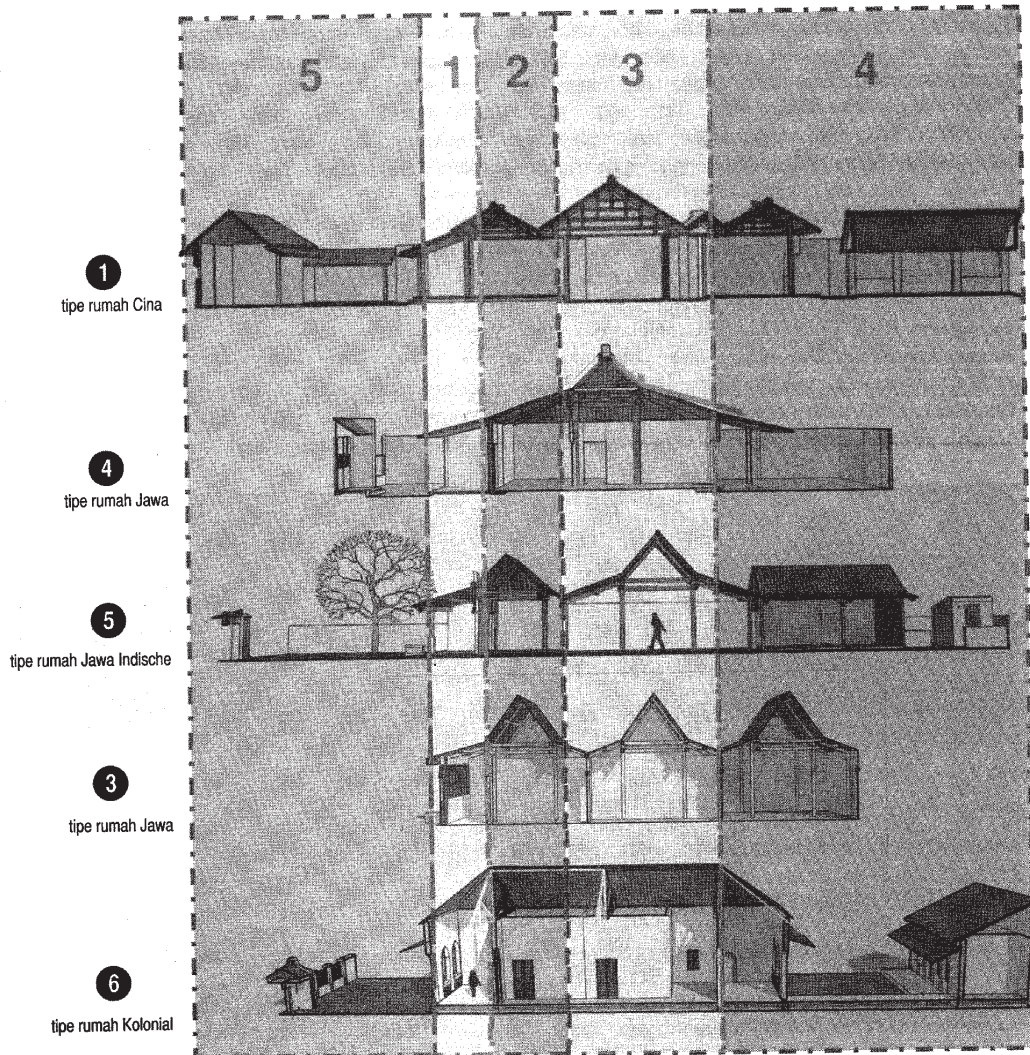 5 1 2 3 4
1
tipe rumah Cina
4
tipe rumah Jawa
5
tipe rumah Jawa Indische
3
tipe rumah Jawa
6
tipe rumah Kolonial